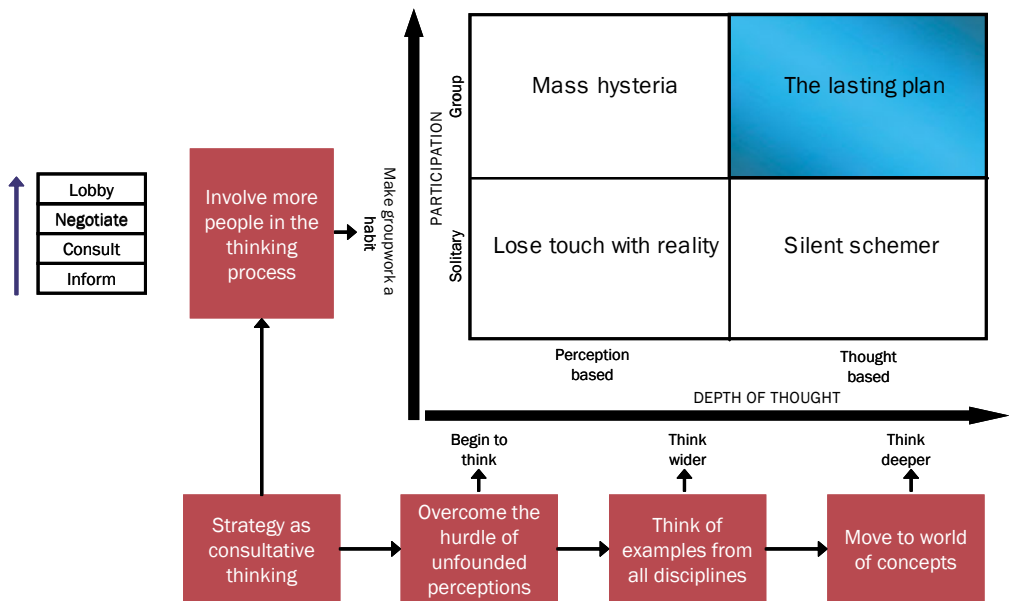 Lobby
Negotiate
Consult
Inform
Involve more
people in the
thinking
process
Make groupwork a
habit
PARTICIPATION
Group
Solitary
Mass hysteria
The lasting plan
Lose touch with reality
Silent schemer
Perception
based
Thought
based
DEPTH OF THOUGHT
Begin to
think
Think
wider
Think
deeper
Strategy as
consultative
thinking
Overcome the
hurdle of
unfounded
perceptions
Think of
examples from
all disciplines
Move to world
of concepts